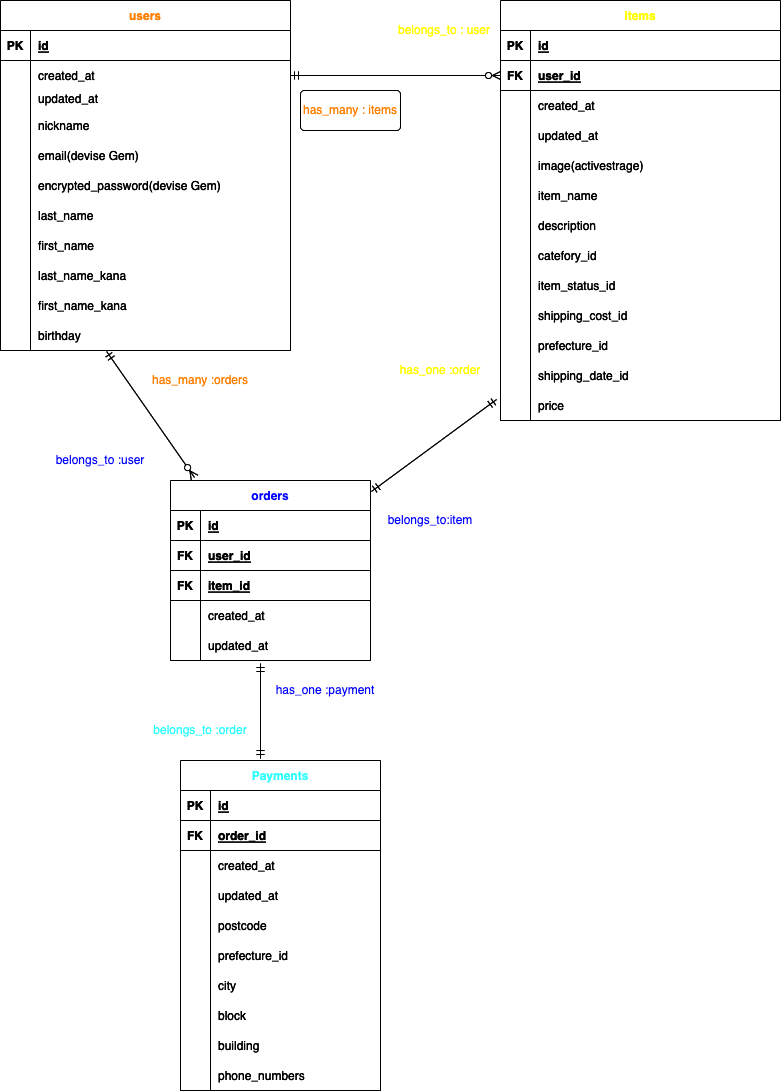 users
PK id
created_at
updated_at
nickname
email(devise Gem)
encrypted_password(devise Gem)
last_name
first_name
last_name_kana
first_name_kana
birthday
belongs_to : user
has_many : items
items
PK id
FK user_id
created_at
updated_at
image(activestrage)
item_name
description
catefory_id
item_status_id
shipping_cost_id
prefecture_id
shipping_date_id
price
has_many :orders
has_one :order
belongs_to :user
belongs_to:item
orders
PK id
FK user_id
FK item_id
created_at
updated_at
has_one :payment
belongs_to :order
Payments
PK id
FK order_id
created_at
updated_at
postcode
prefecture_id
city
block
building
phone_numbers